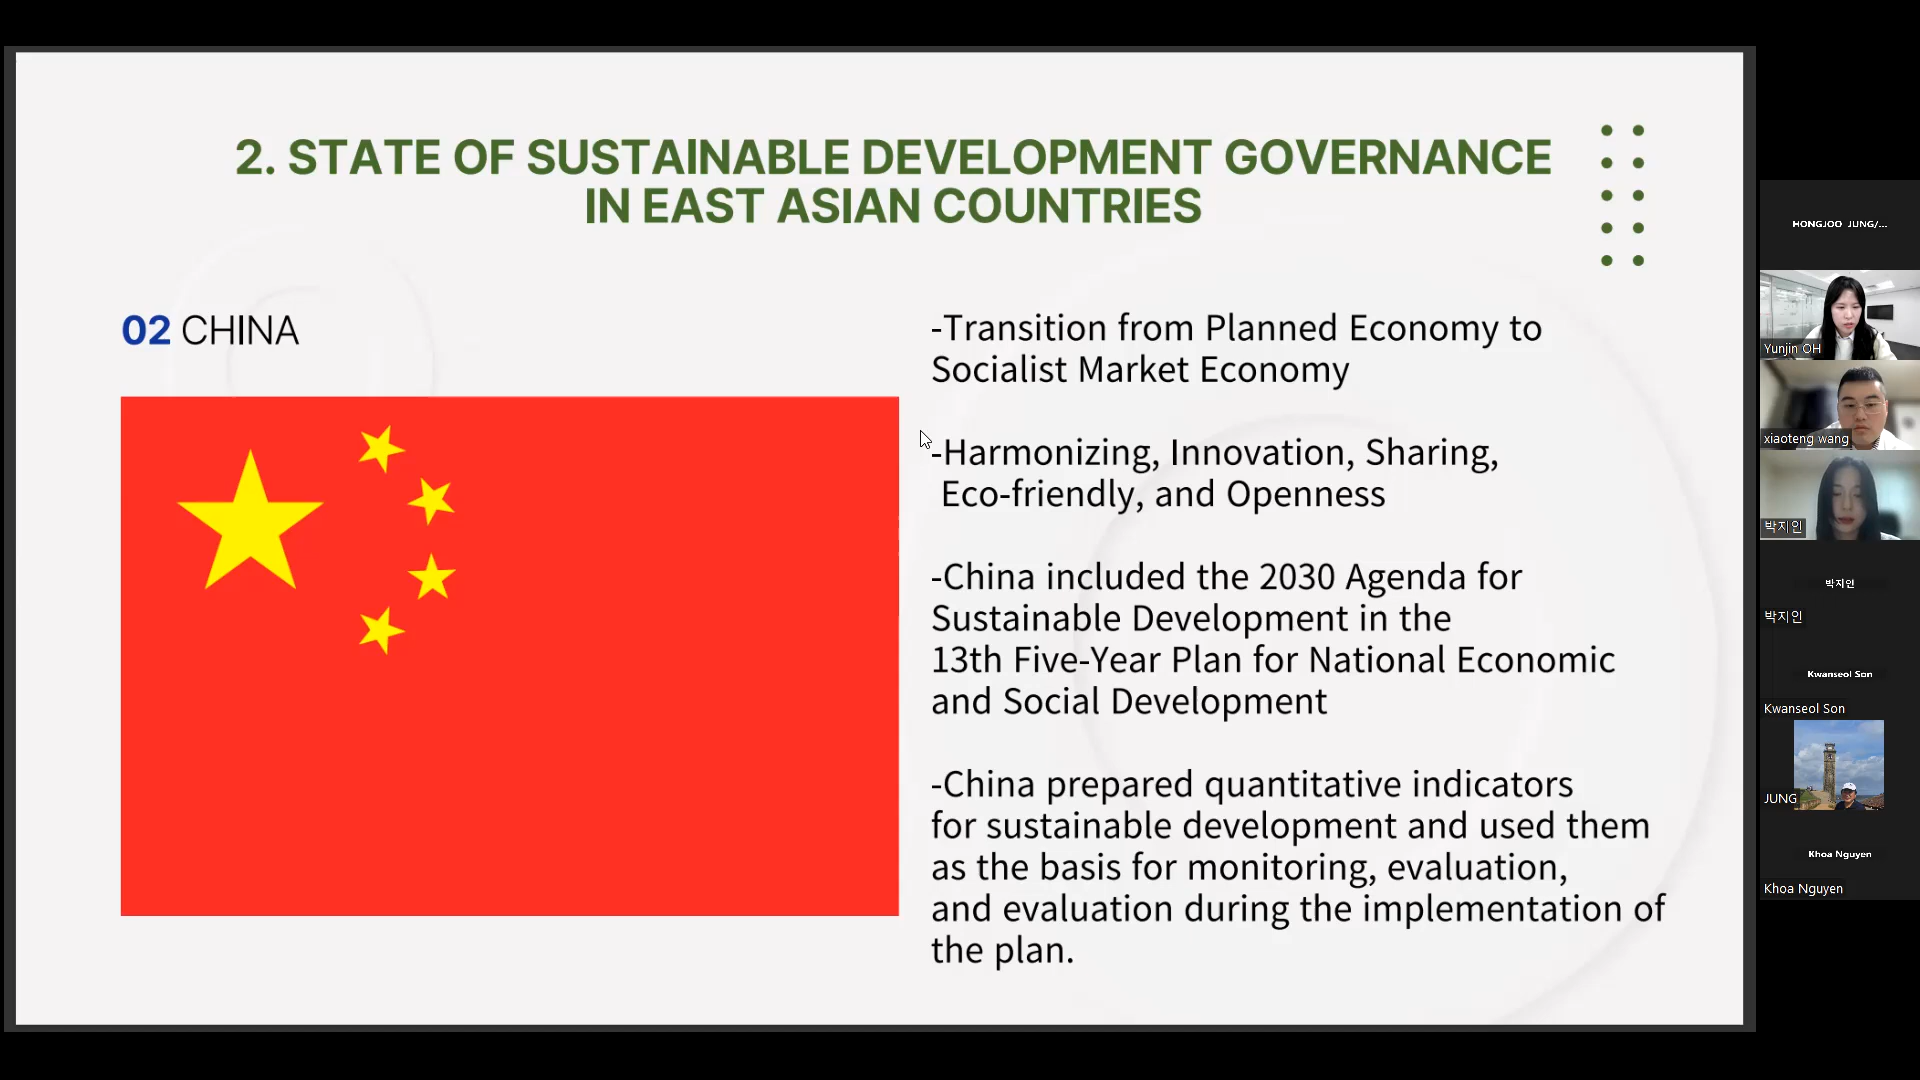 2. STATE OF SUSTAINABLE DEVELOPMENT GOVERNANCE
IN EAST ASIAN COUNTRIES
02 CHINA
-Transition from Planned Economy to
Socialist Market Economy
-Harmonizing, Innovation, Sharing,
Eco-friendly, and Openness
-China included the 2030 Agenda for
Sustainable Development in the
13th Five-Year Plan for National Economic
and Social Development
-China prepared quantitative indicators
for sustainable development and used them
as the basis for monitoring, evaluation,
and evaluation during the implementation of
the plan.
HONGJOO JUNG/...
Yunjin OH
xiaoteng wang
박지인
박지인
박지인
Kwanseol Son
Kwanseol Son
JUNG
Khoa Nguyen
Khoa Nguyen